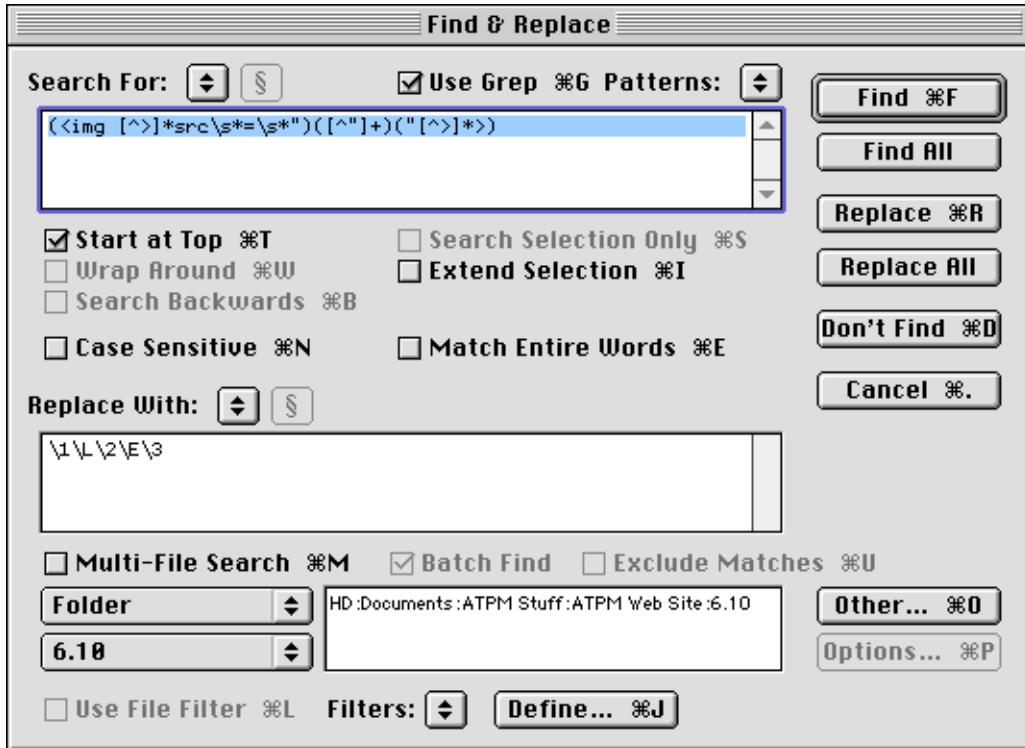 Find & Replace
Search For: § Use Grep ⌘G Patterns:
(<img [^>]*src\s*=\s*")([^"]+)("[^>]*>)
Find ⌘F
Find All
Replace ⌘R
Replace All
Don't Find ⌘D
Cancel ⌘.
Start at Top ⌘T
Search Selection Only ⌘S
Wrap Around ⌘W
Extend Selection ⌘I
Search Backwards ⌘B
Case Sensitive ⌘N
Match Entire Words ⌘E
Replace With: §
\1\L\2\E\3
Multi-File Search ⌘M
Batch Find
Exclude Matches ⌘U
Folder
HD:Documents:ATPM Stuff:ATPM Web Site:6.10
Other... ⌘O
6.10
Options... ⌘P
Use File Filter ⌘L
Filters:
Define... ⌘J